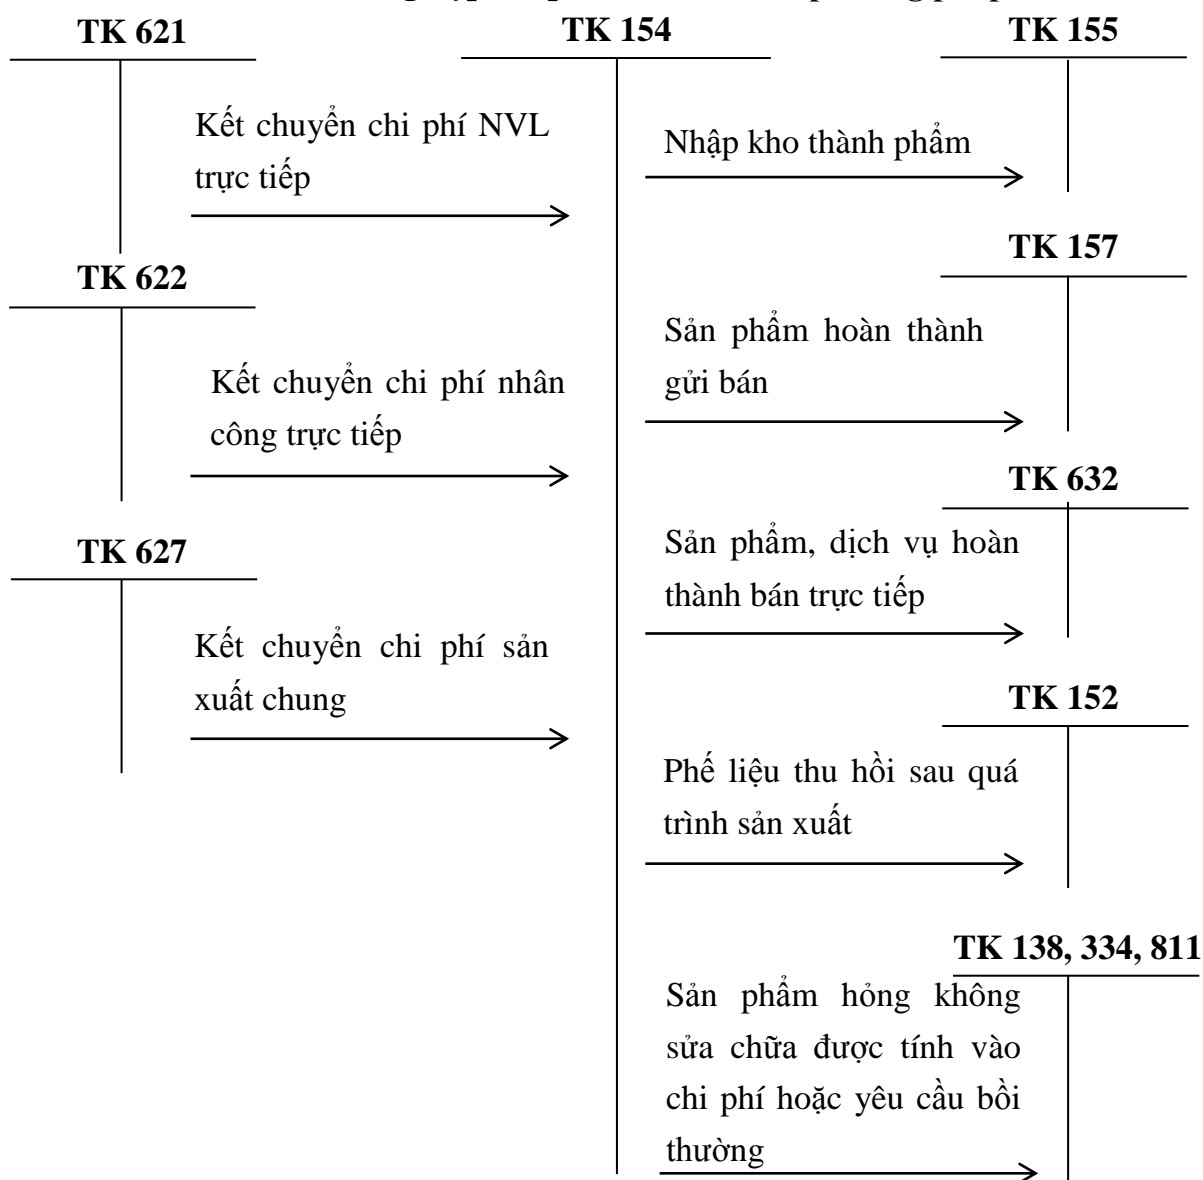 TK 621
TK 154
TK 155
Kết chuyển chi phí NVL
trực tiếp
Nhập kho thành phẩm
TK 157
TK 622
Sản phẩm hoàn thành
gửi bán
Kết chuyển chi phí nhân
công trực tiếp
TK 632
Sản phẩm, dịch vụ hoàn
thành bán trực tiếp
TK 627
Kết chuyển chi phí sản
xuất chung
TK 152
Phế liệu thu hồi sau quá
trình sản xuất
TK 138, 334, 811
Sản phẩm hỏng không
sửa chữa được tính vào
chi phí hoặc yêu cầu bồi
thường